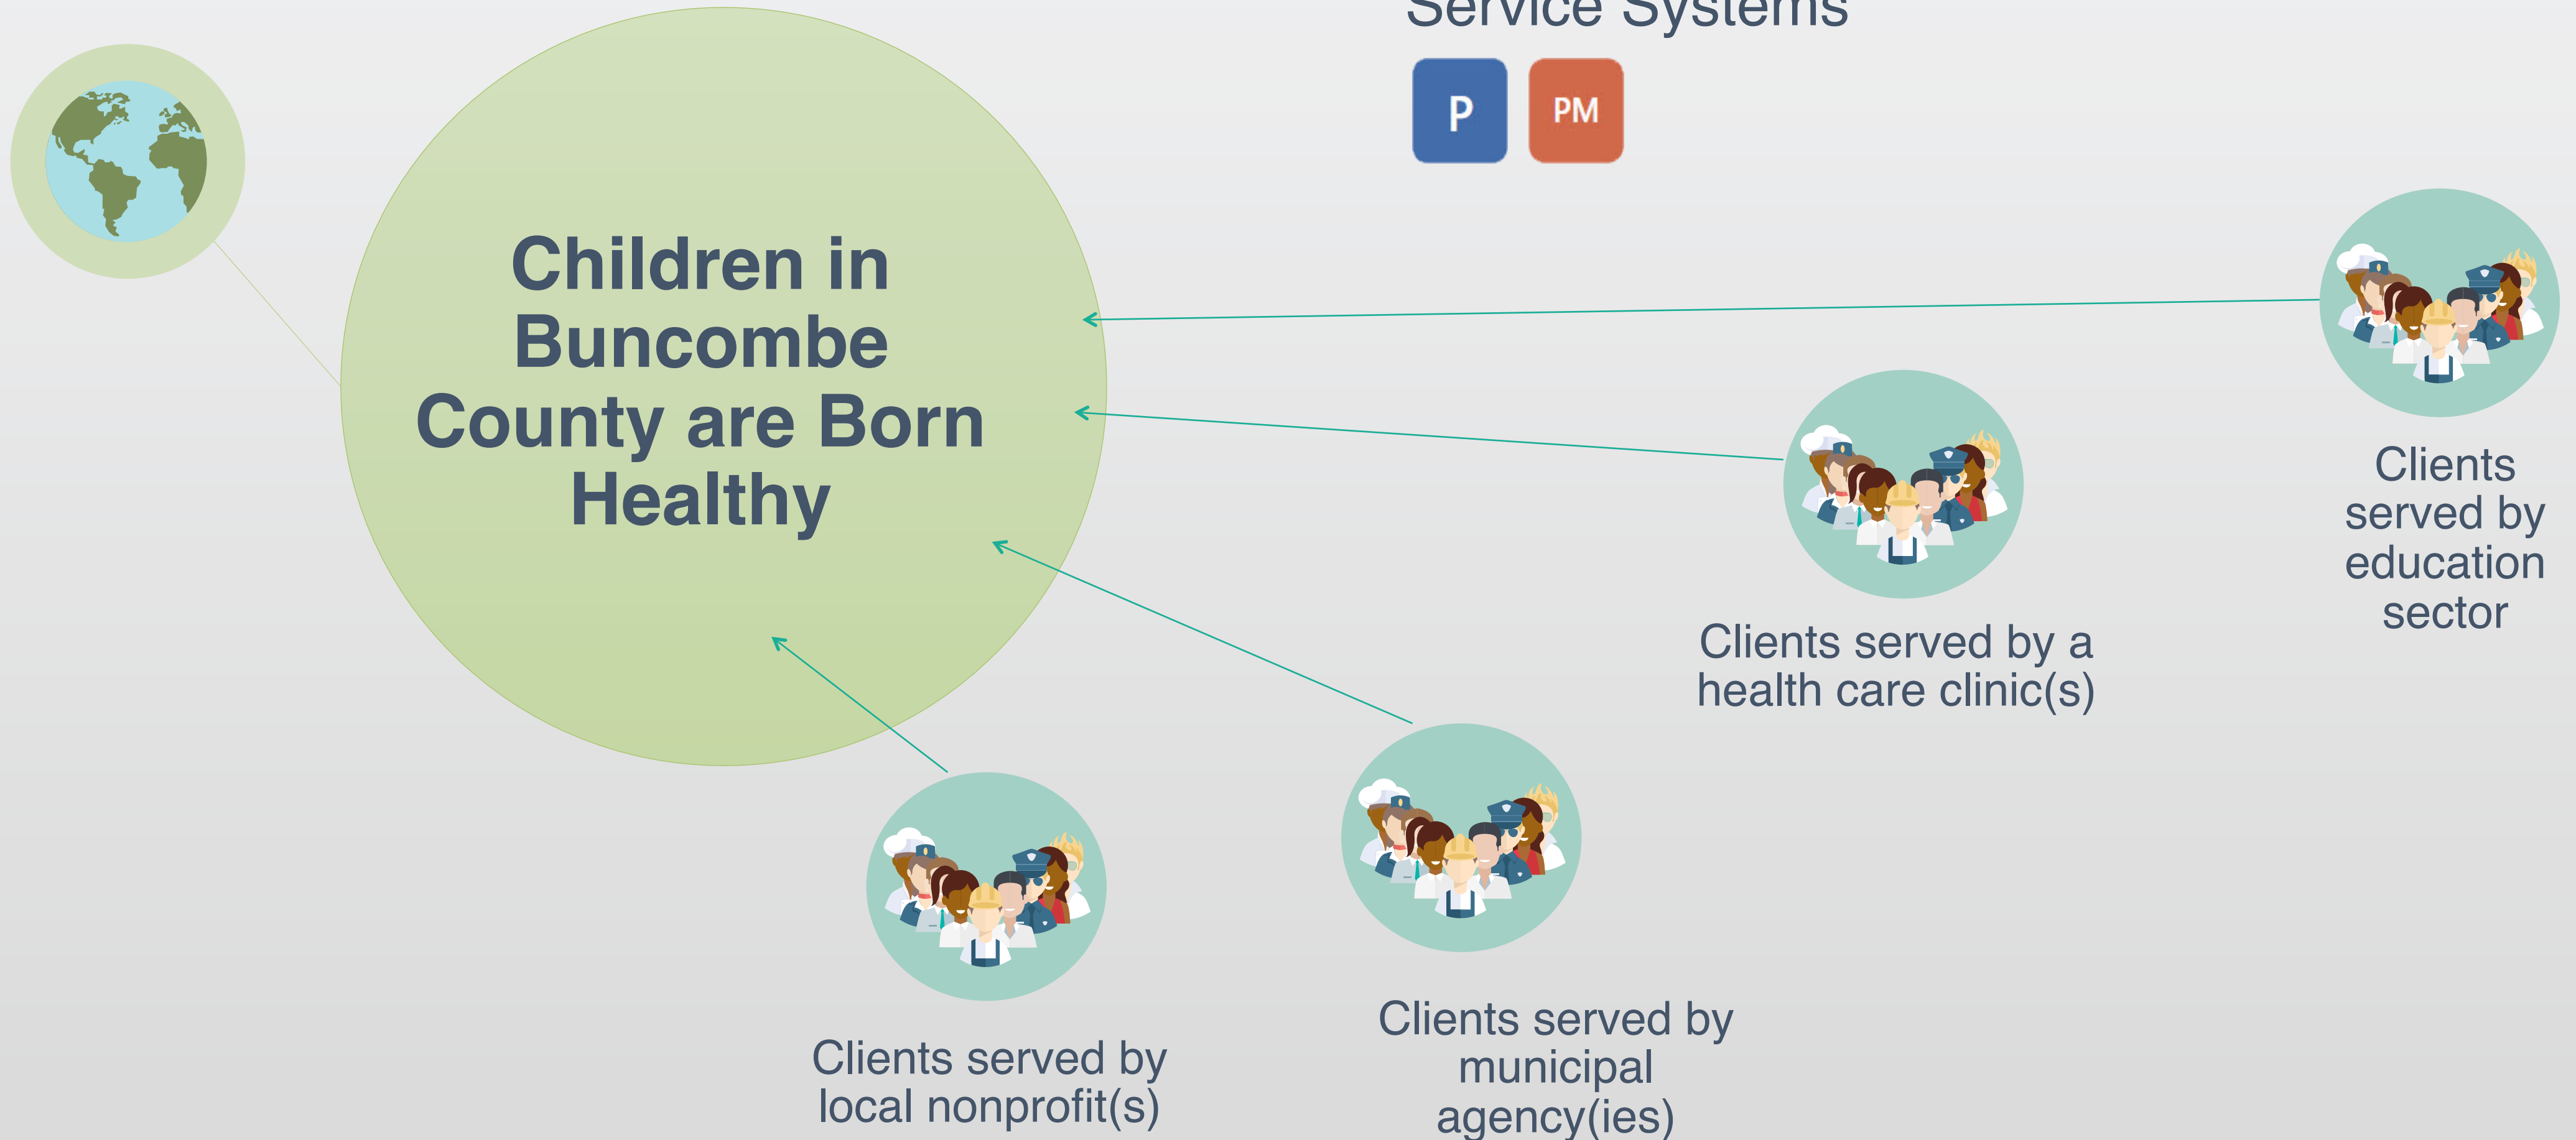 Service Systems
P PM
Children in
Buncombe
County are Born
Healthy
Clients
served by
education
sector
Clients served by a
health care clinic(s)
Clients served by
municipal
agency(ies)
Clients served by
local nonprofit(s)